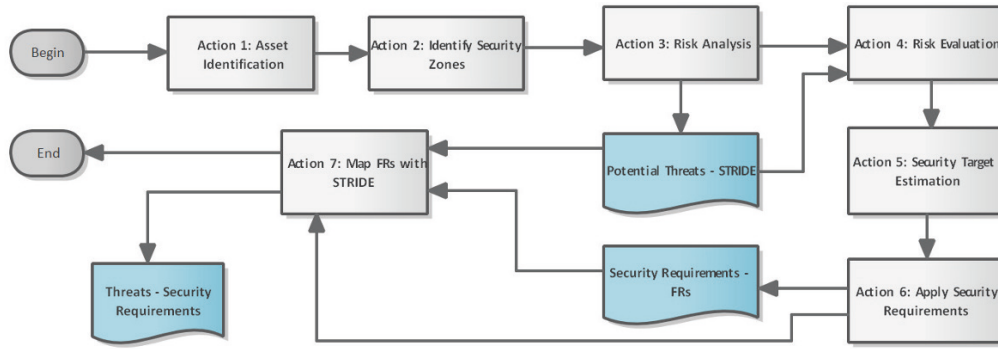 Begin
Action 1: Asset
Identification
Action 2: Identify Security
Zones
Action 3: Risk Analysis
Action 4: Risk Evaluation
End
Action 7: Map FRs with
STRIDE
Potential Threats - STRIDE
Action 5: Security Target
Estimation
Threats - Security
Requirements
Security Requirements -
FRs
Action 6: Apply Security
Requirements